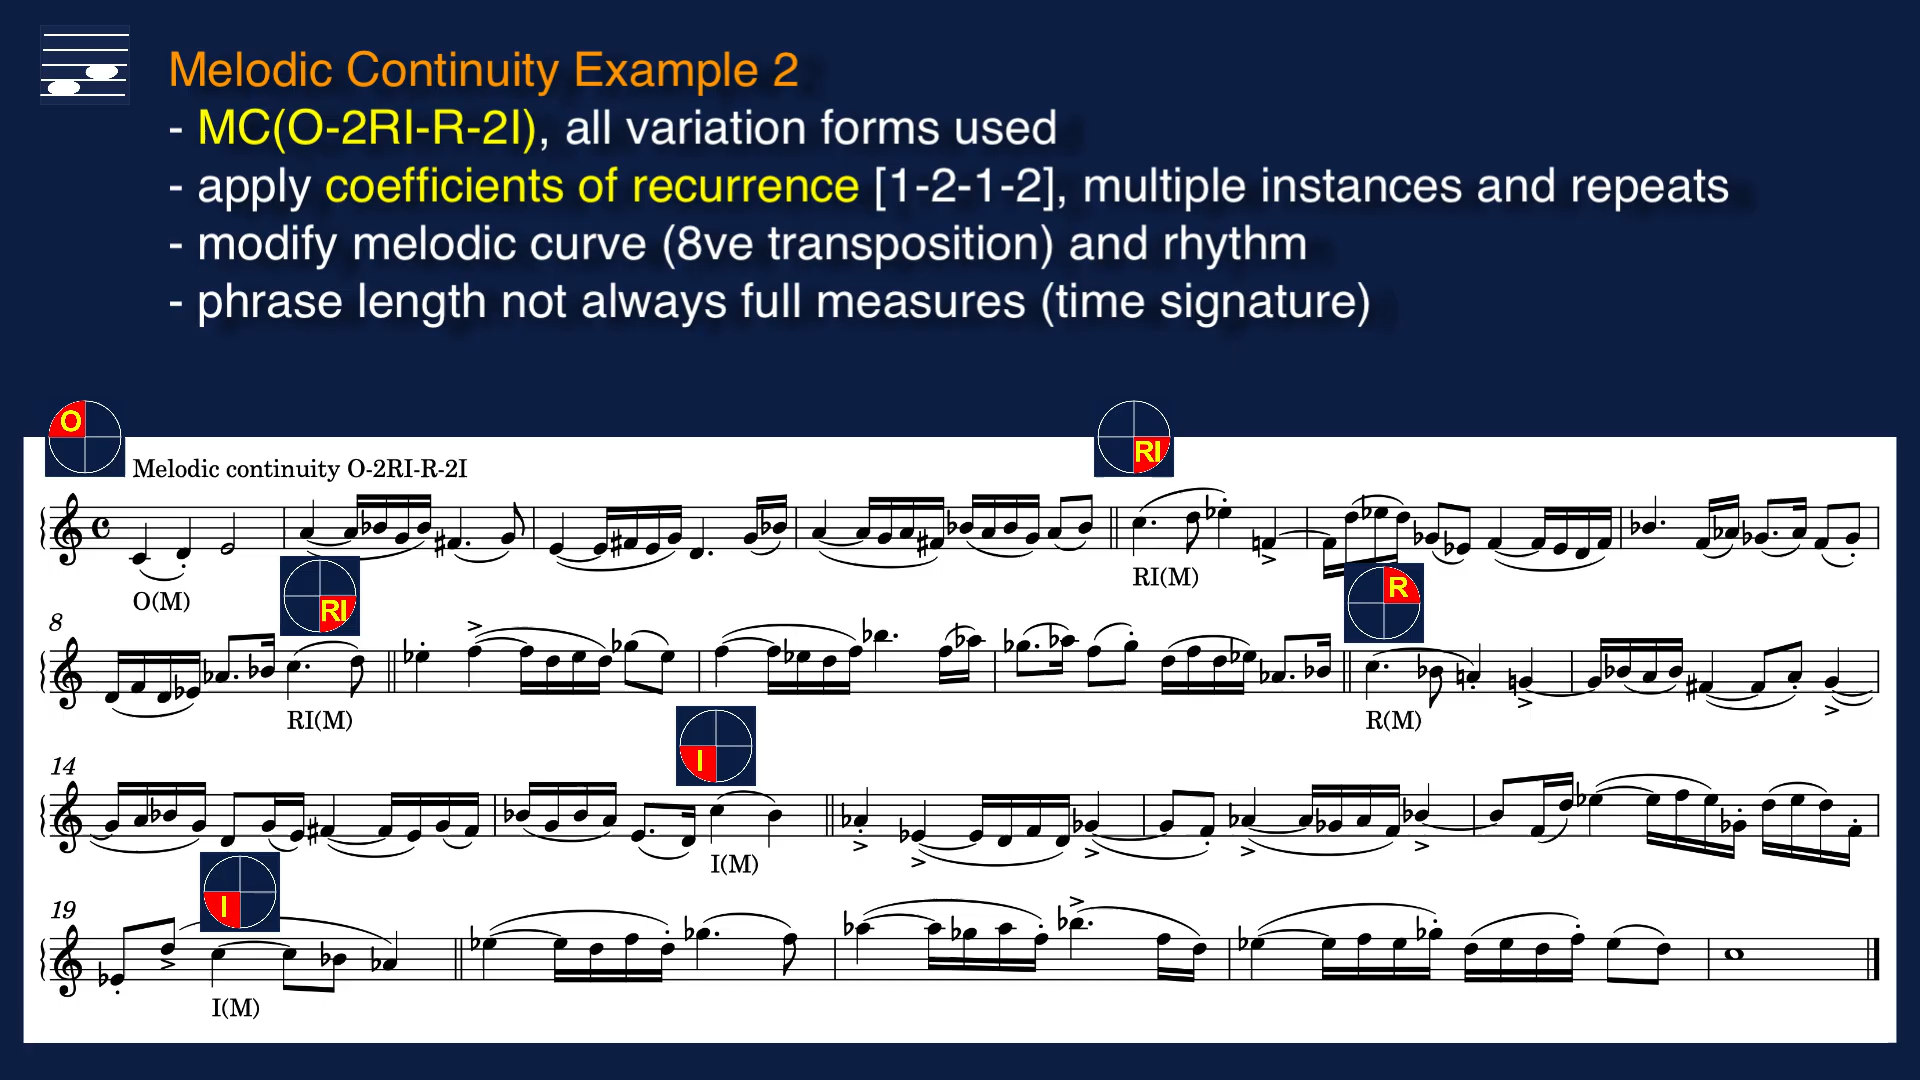 Melodic Continuity Example 2
- MC(O-2RI-R-2I), all variation forms used
- apply coefficients of recurrence [1-2-1-2], multiple instances and repeats
- modify melodic curve (8ve transposition) and rhythm
- phrase length not always full measures (time signature)
O
RI
Melodic continuity O-2RI-R-2I
O(M)
RI(M)
RI
R
8
RI(M)
R(M)
I
14
I(M)
I
19
I(M)